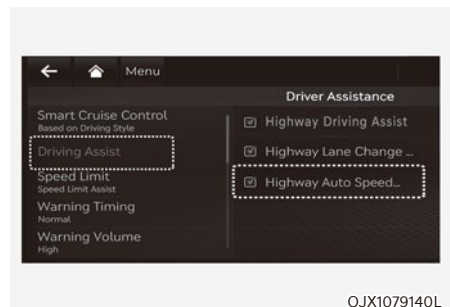 Menu
Driver Assistance
Smart Cruise Control
Based on Driving Style
Driving Assist
Speed Limit
Speed Limit Assist
Warning Timing
Normal
Warning Volume
High
Highway Driving Assist
Highway Lane Change ...
Highway Auto Speed...
OJX1079140L